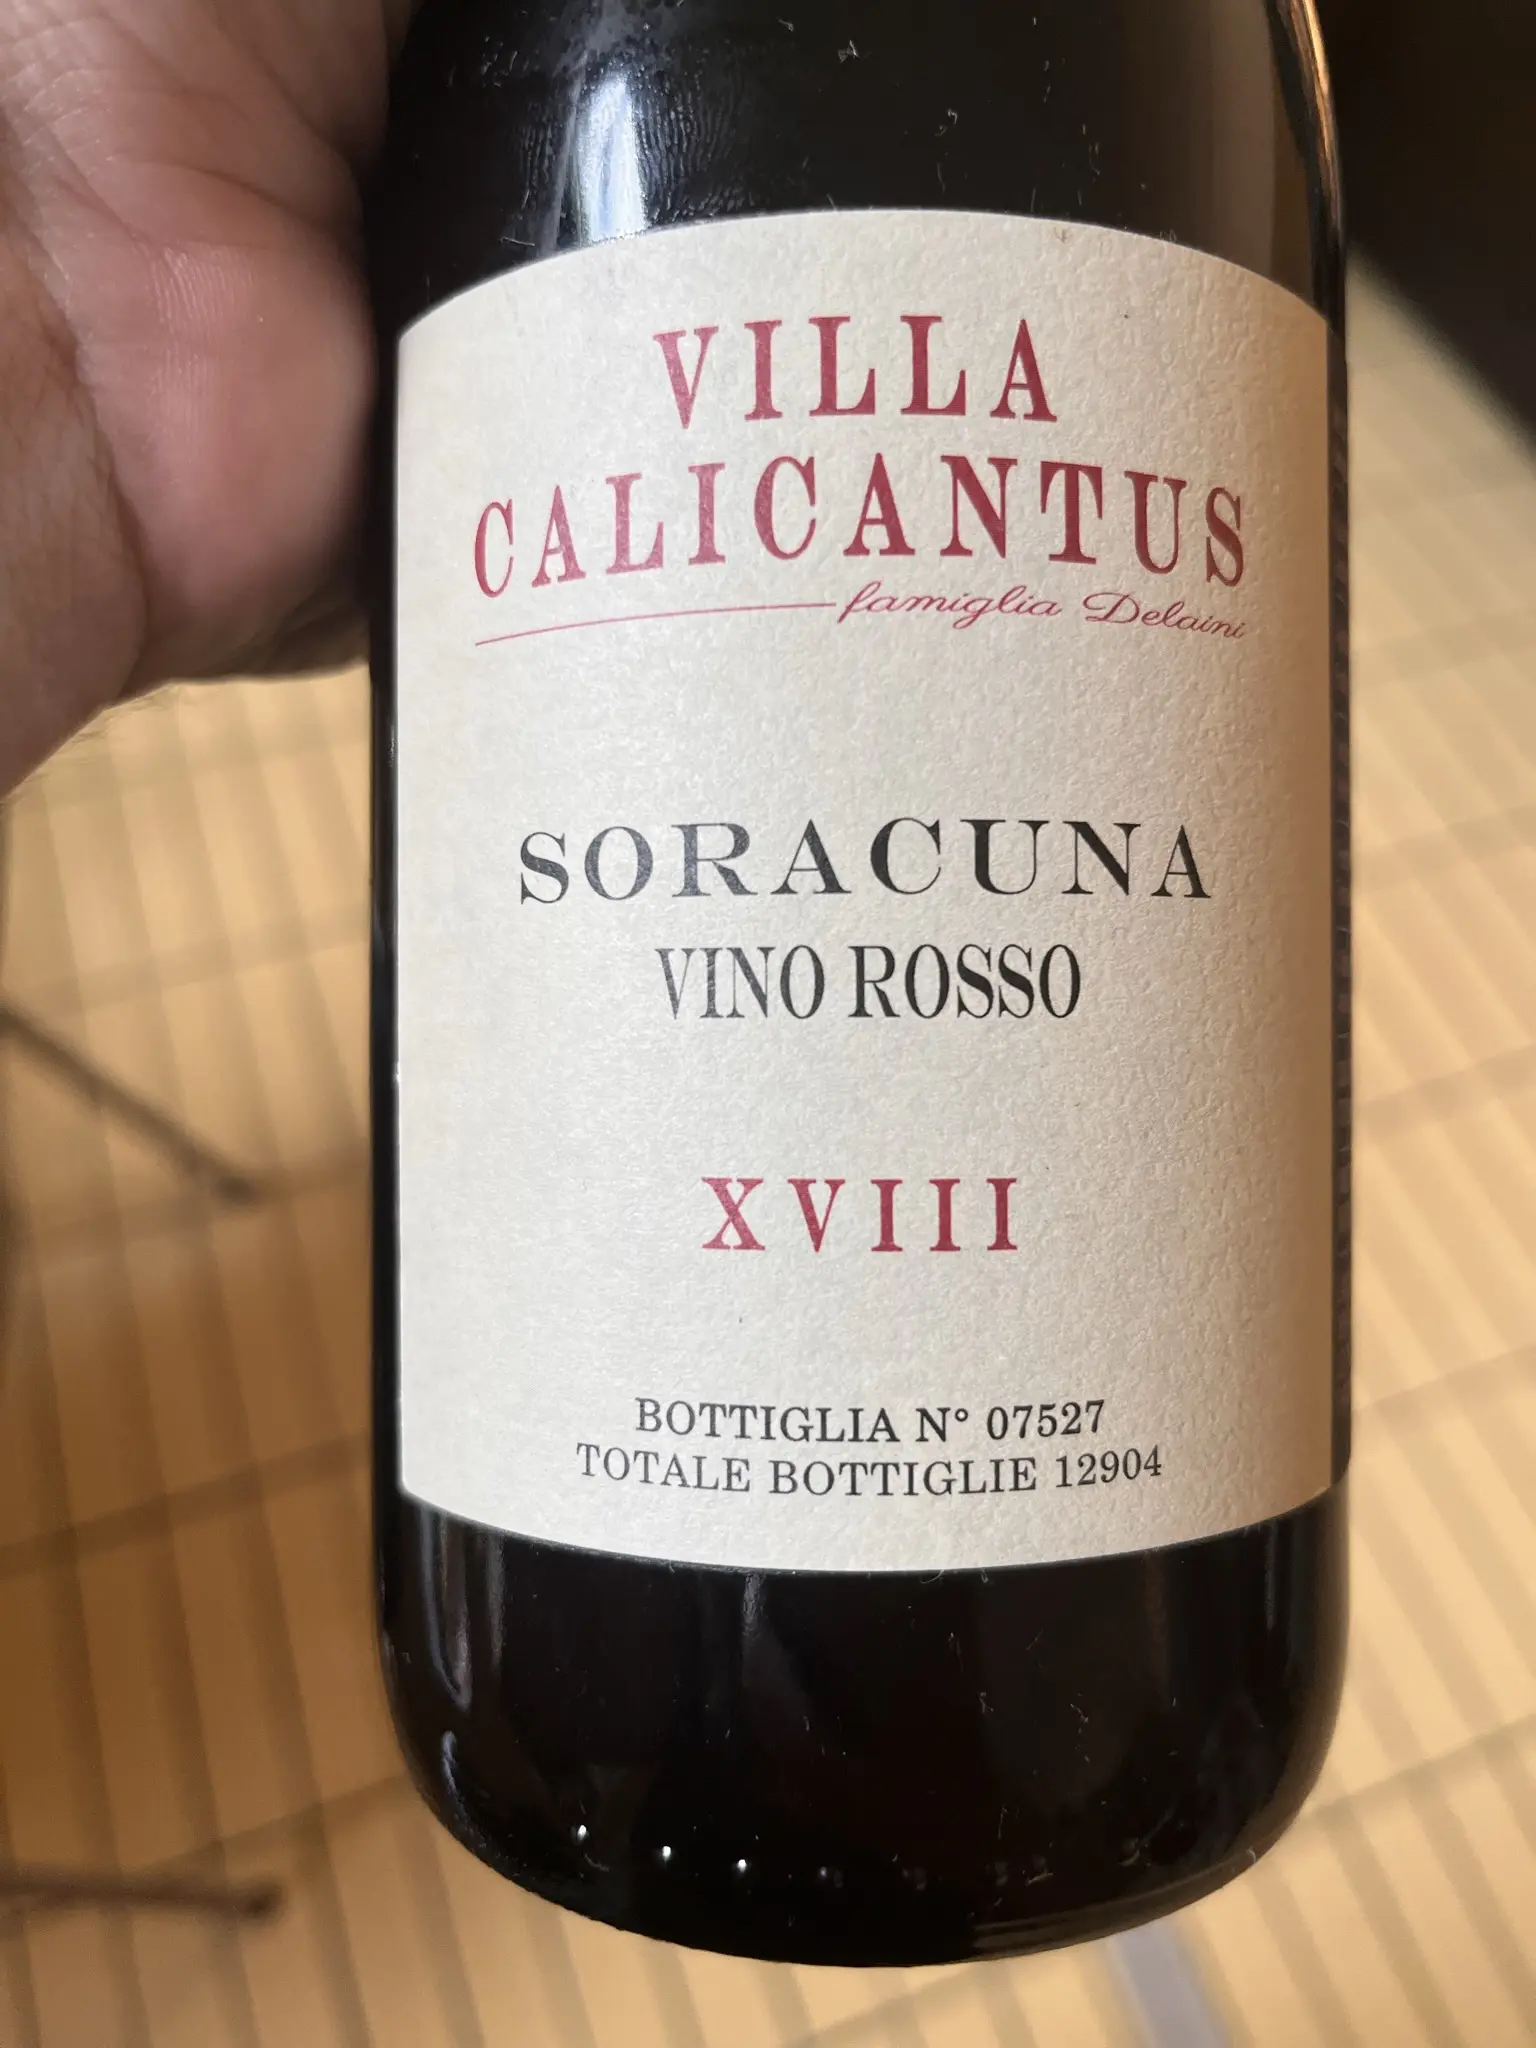 VILLA
CALICANTUS
famiglia Delaini
SORACUNA
VINO ROSSO
XVIII
BOTTIGLIA N° 07527
TOTALE BOTTIGLIE 12904